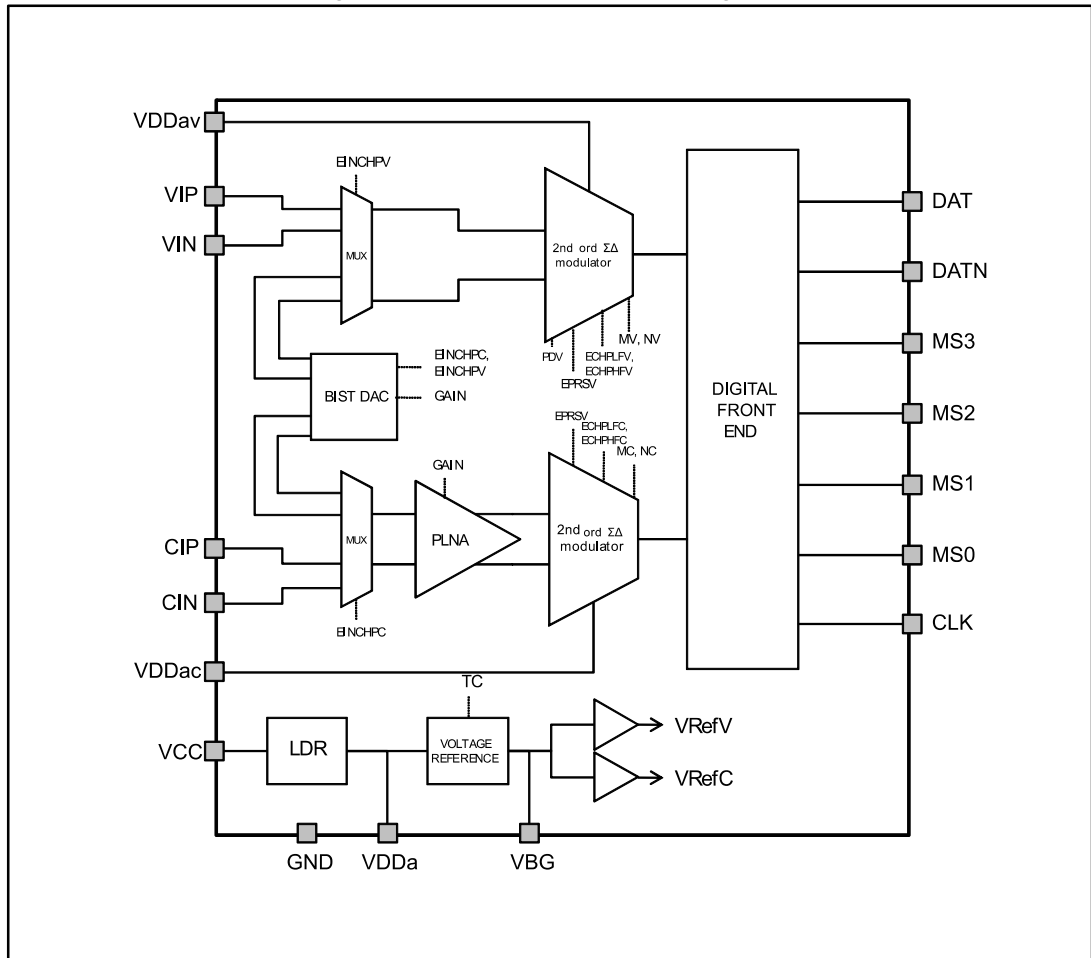 VDDav
EINCHPV
VIP
VIN
MUX
2nd ord ΣΔ
modulator
DAT
DATN
MS3
MS2
MS1
MS0
CLK
PDV
EPRSV
ECHPLFV,
ECHPHFV
MV, NV
DIGITAL
FRONT
END
BIST DAC
EINCHPC,
EINCHPV
GAIN
EPRSV
ECHPLFC,
ECHPHFC
MC, NC
GAIN
MUX
PLNA
2nd ord ΣΔ
modulator
CIP
CIN
EINCHPC
VDDac
TC
VCC
LDR
VOLTAGE
REFERENCE
VRefV
VRefC
GND
VDDa
VBG